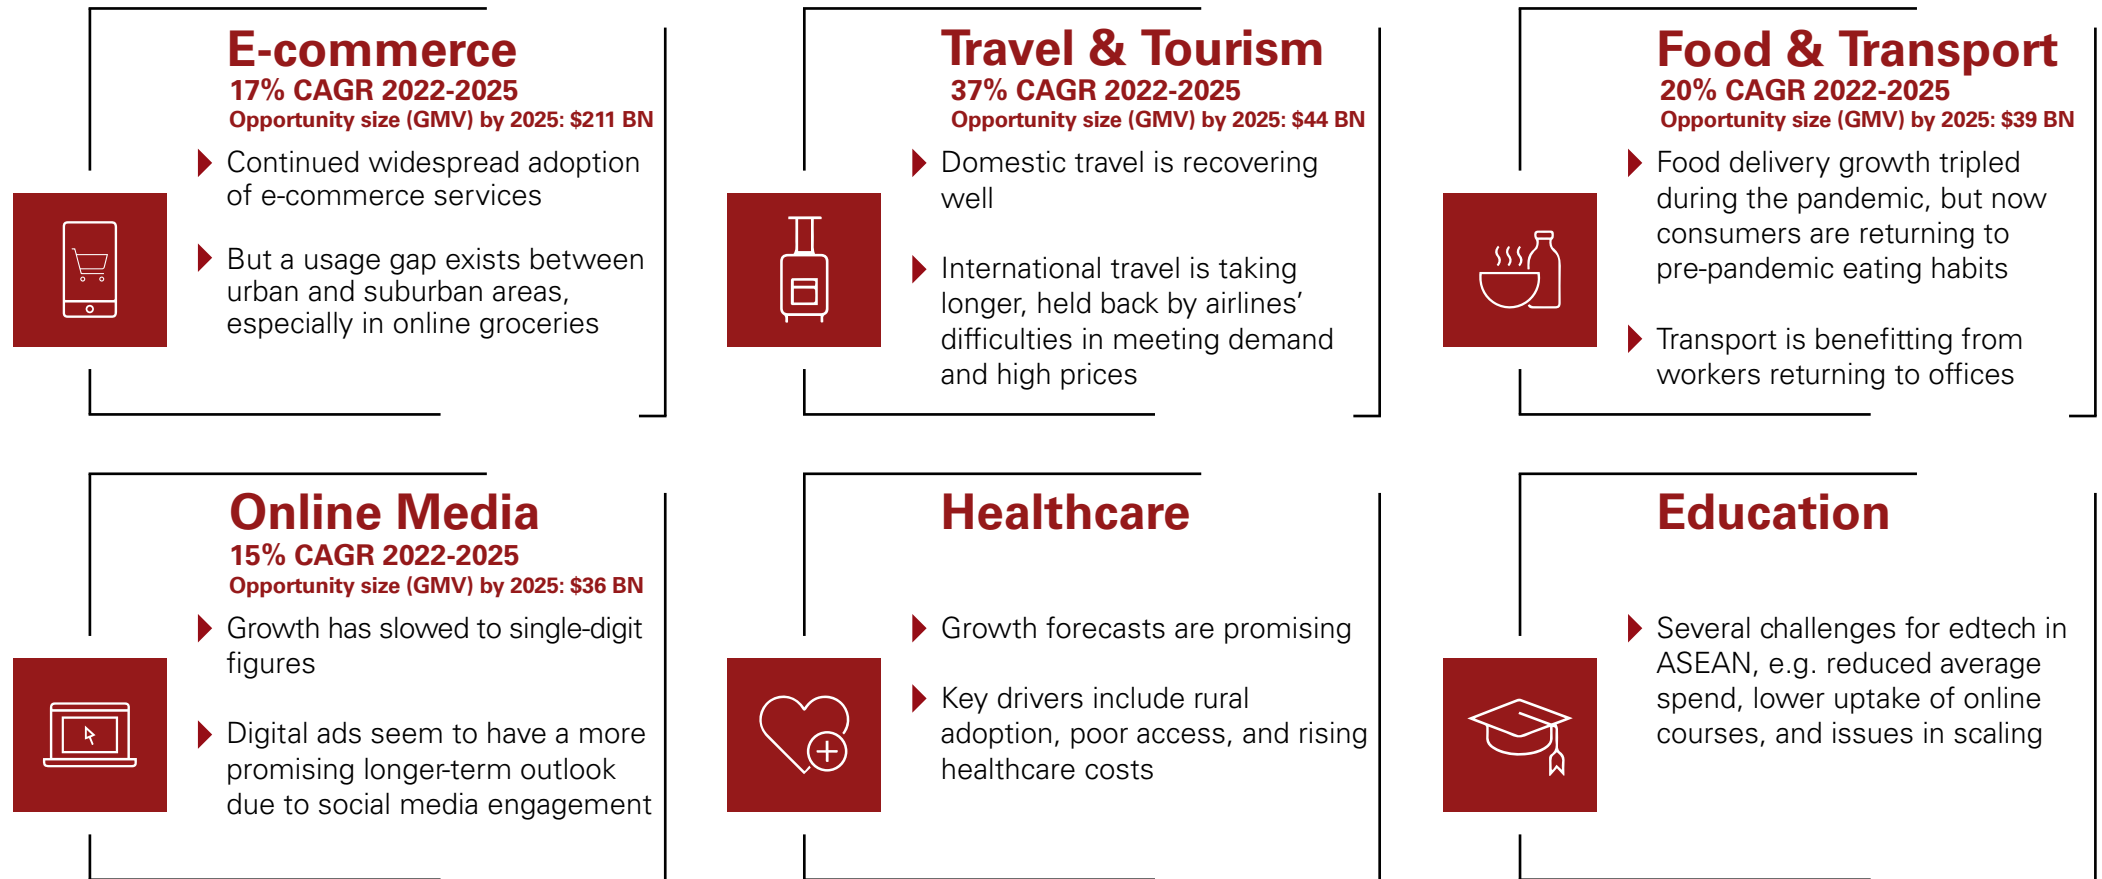 E-commerce
17% CAGR 2022-2025
Opportunity size (GMV) by 2025: $211 BN
Continued widespread adoption
of e-commerce services
But a usage gap exists between
urban and suburban areas,
especially in online groceries
Travel & Tourism
37% CAGR 2022-2025
Opportunity size (GMV) by 2025: $44 BN
Domestic travel is recovering
well
International travel is taking
longer, held back by airlines’
difficulties in meeting demand
and high prices
Food & Transport
20% CAGR 2022-2025
Opportunity size (GMV) by 2025: $39 BN
Food delivery growth tripled
during the pandemic, but now
consumers are returning to
pre-pandemic eating habits
Transport is benefitting from
workers returning to offices
Online Media
15% CAGR 2022-2025
Opportunity size (GMV) by 2025: $36 BN
Growth has slowed to single-digit
figures
Digital ads seem to have a more
promising longer-term outlook
due to social media engagement
Healthcare
Growth forecasts are promising
Key drivers include rural
adoption, poor access, and rising
healthcare costs
Education
Several challenges for edtech in
ASEAN, e.g. reduced average
spend, lower uptake of online
courses, and issues in scaling